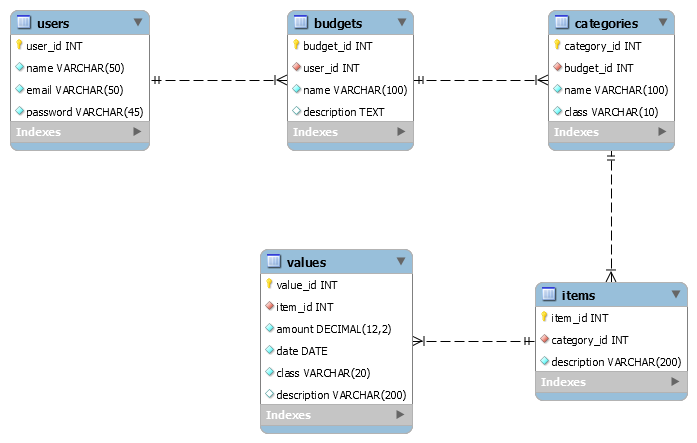 users
user_id INT
name VARCHAR(50)
email VARCHAR(50)
password VARCHAR(45)
Indexes
budgets
budget_id INT
user_id INT
name VARCHAR(100)
description TEXT
Indexes
categories
category_id INT
budget_id INT
name VARCHAR(100)
class VARCHAR(10)
Indexes
values
value_id INT
item_id INT
amount DECIMAL(12,2)
date DATE
class VARCHAR(20)
description VARCHAR(200)
Indexes
items
item_id INT
category_id INT
description VARCHAR(200)
Indexes